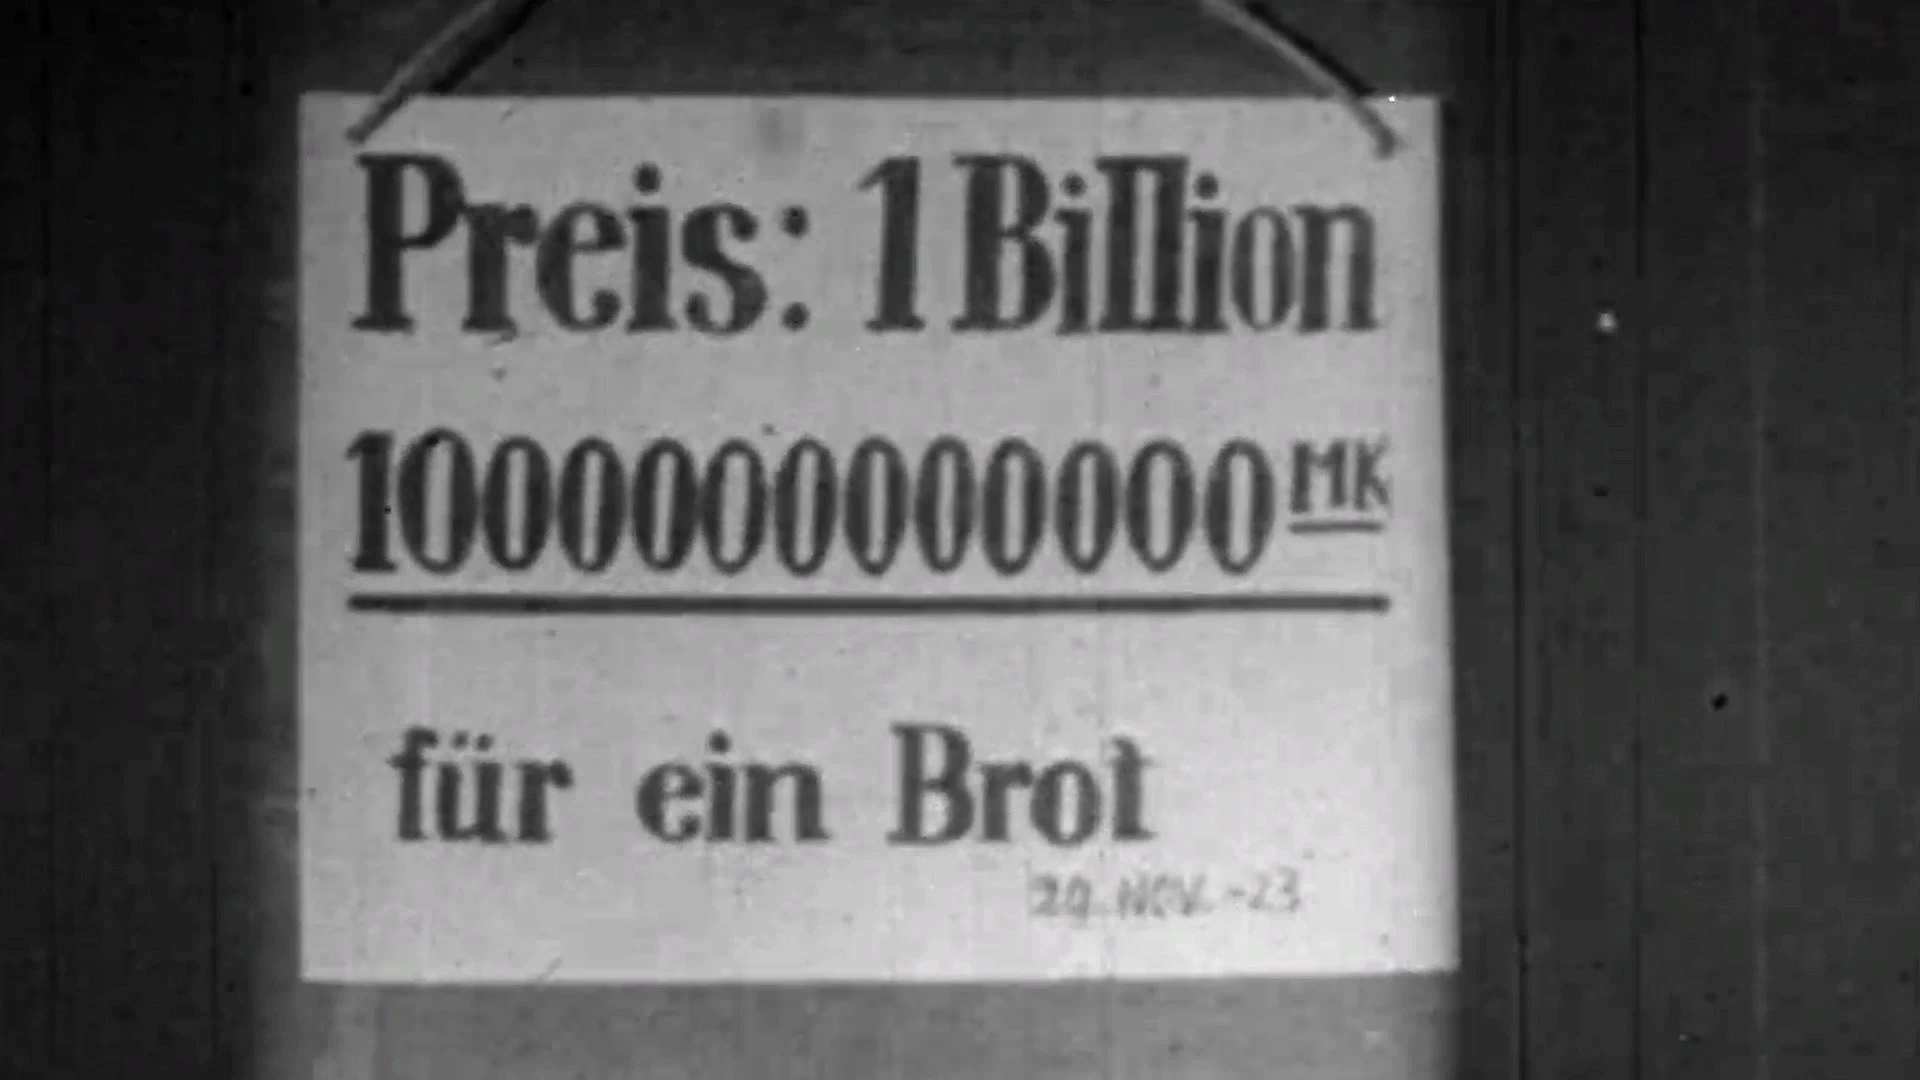 Preis: 1 Billion
1000000000000 MK
für ein Brot
29. NOV. -23